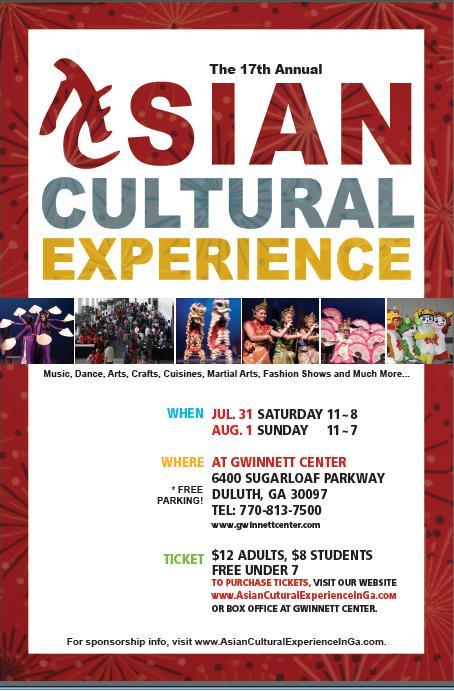 The 17th Annual
ASIAN
CULTURAL
EXPERIENCE
Music, Dance, Arts, Crafts, Cuisines, Martial Arts, Fashion Shows and Much More...
WHEN JUL. 31 SATURDAY 11~8
AUG. 1 SUNDAY 11~7
WHERE AT GWINNETT CENTER
* FREE PARKING!
6400 SUGARLOAF PARKWAY
DULUTH, GA 30097
TEL: 770-813-7500
www.gwinnettcenter.com
TICKET $12 ADULTS, $8 STUDENTS
FREE UNDER 7
TO PURCHASE TICKETS, VISIT OUR WEBSITE
www.AsianCuturalExperienceInGa.com
OR BOX OFFICE AT GWINNETT CENTER.
For sponsorship info, visit www.AsianCulturalExperienceInGa.com.